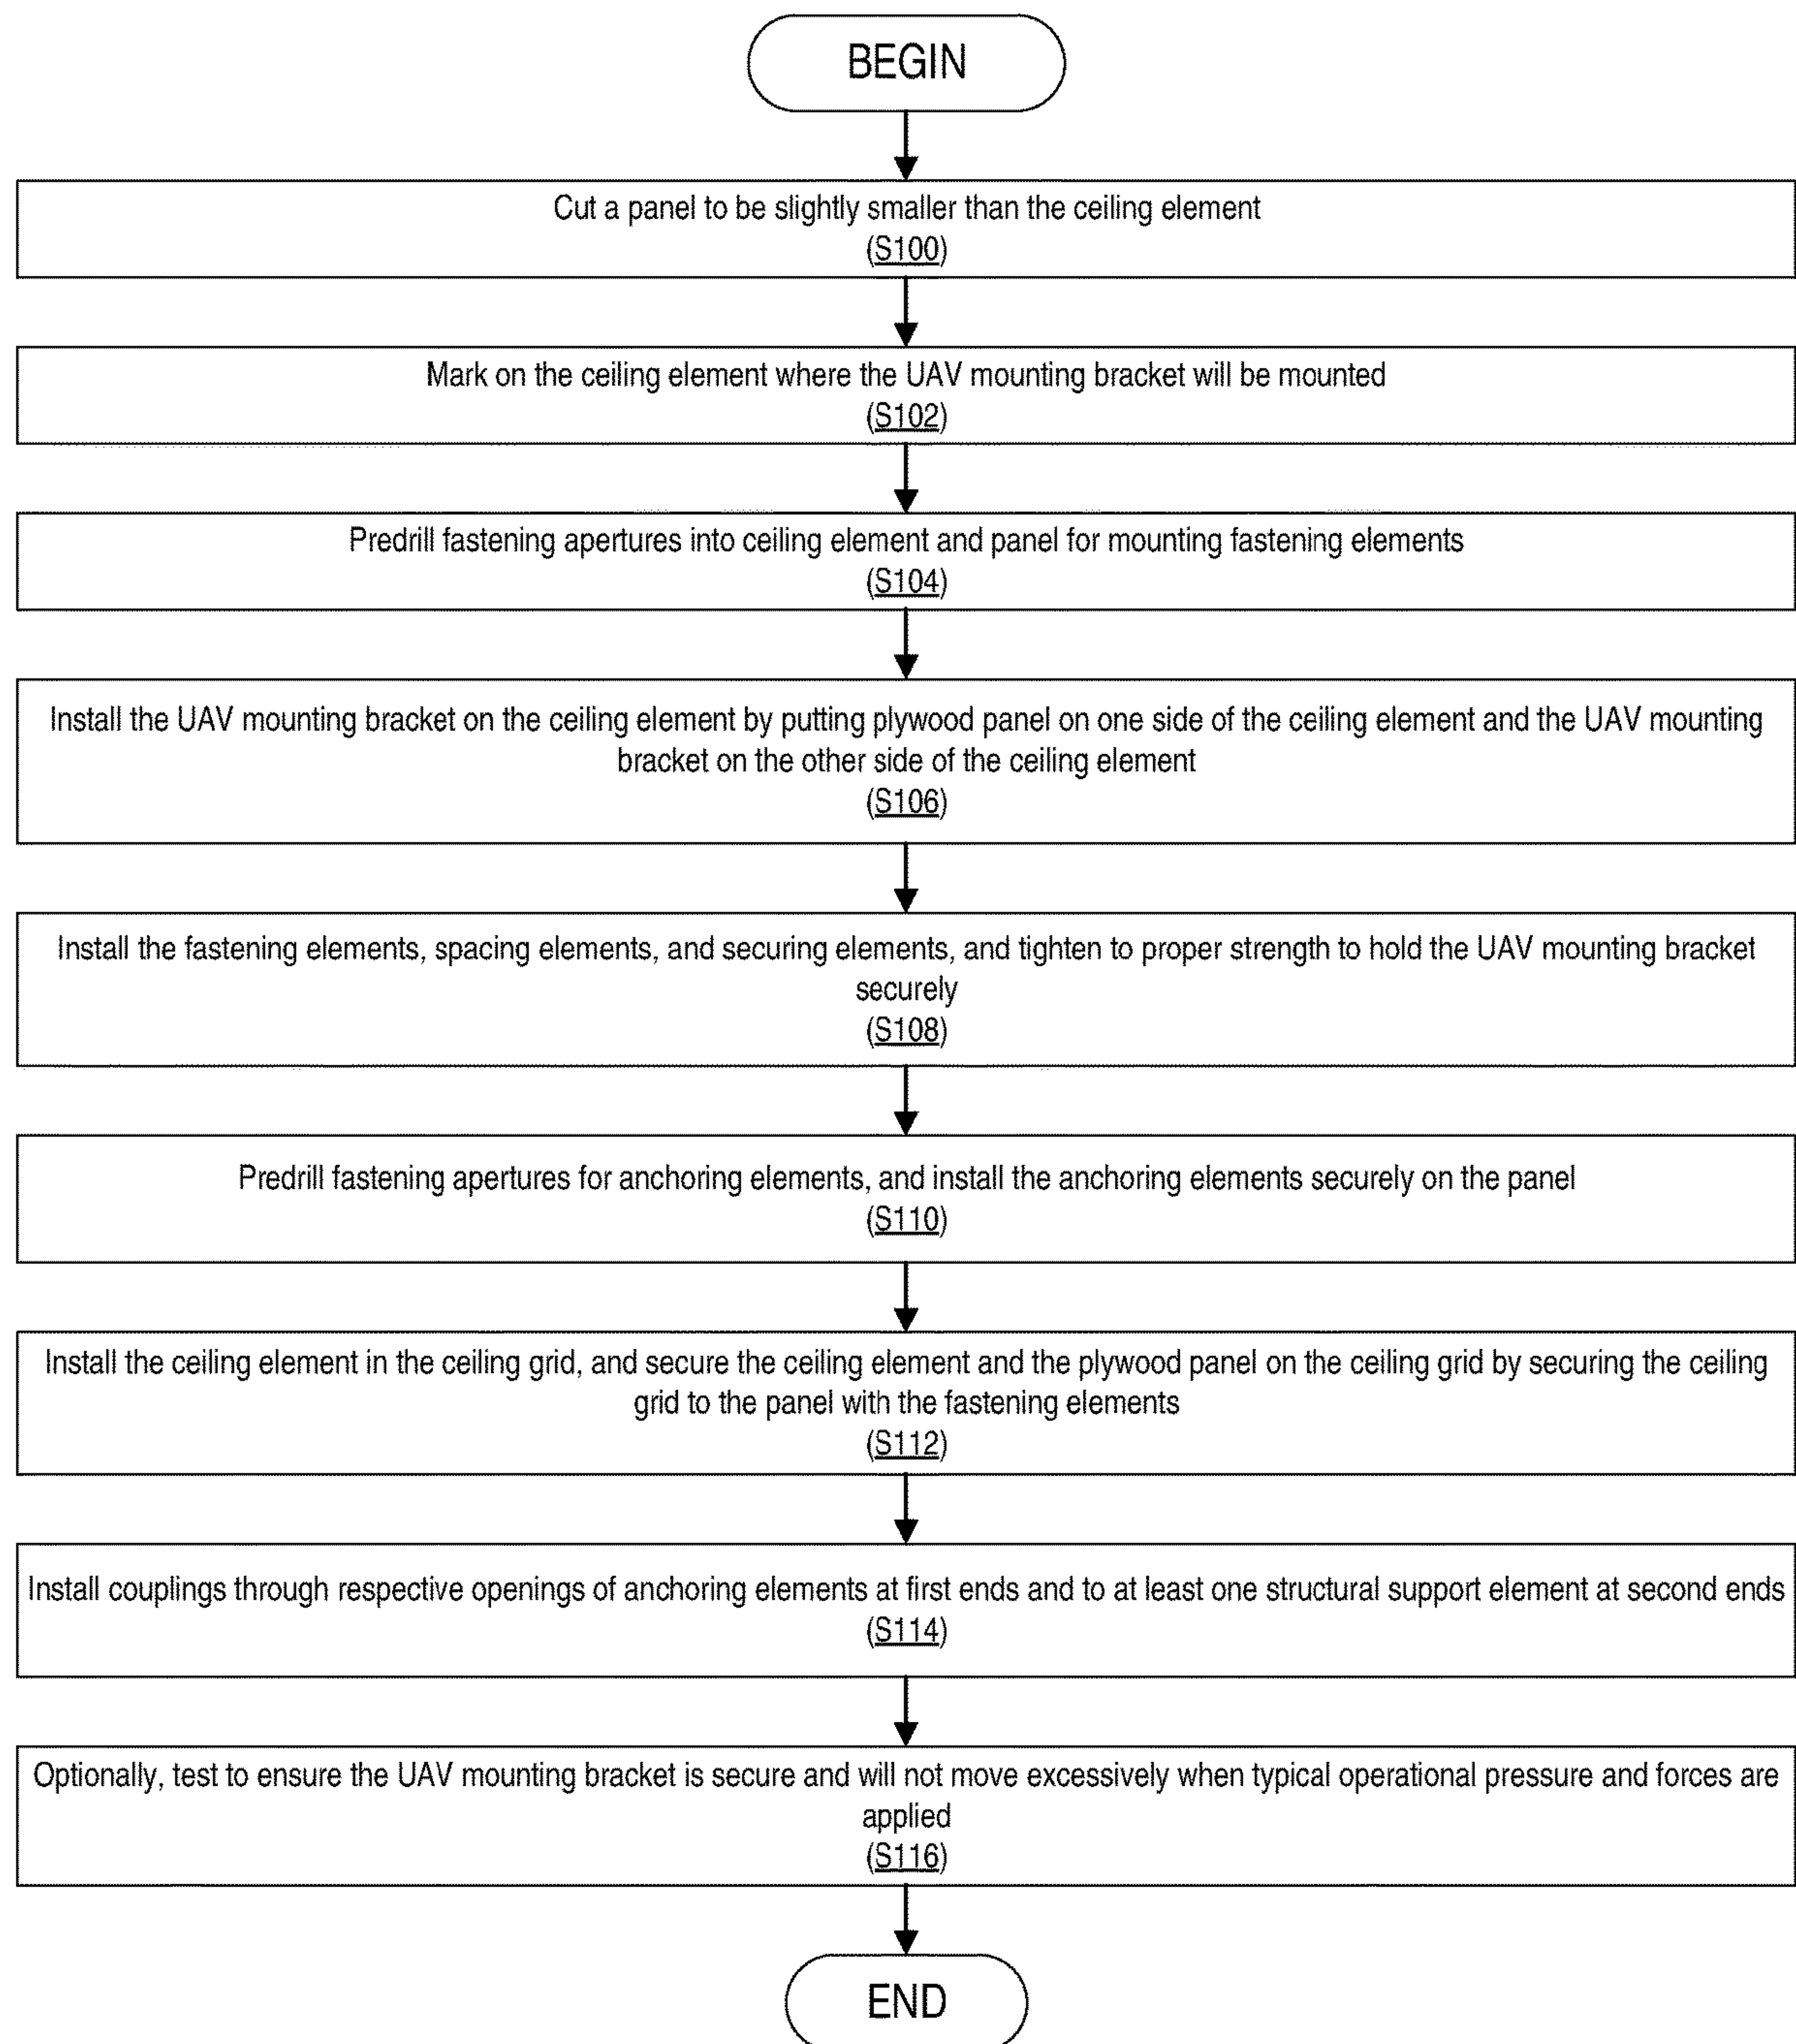 BEGIN
Cut a panel to be slightly smaller than the ceiling element
(S100)
Mark on the ceiling element where the UAV mounting bracket will be mounted
(S102)
Predrill fastening apertures into ceiling element and panel for mounting fastening elements
(S104)
Install the UAV mounting bracket on the ceiling element by putting plywood panel on one side of the ceiling element and the UAV mounting
bracket on the other side of the ceiling element
(S106)
Install the fastening elements, spacing elements, and securing elements, and tighten to proper strength to hold the UAV mounting bracket
securely
(S108)
Predrill fastening apertures for anchoring elements, and install the anchoring elements securely on the panel
(S110)
Install the ceiling element in the ceiling grid, and secure the ceiling element and the plywood panel on the ceiling grid by securing the ceiling
grid to the panel with the fastening elements
(S112)
Install couplings through respective openings of anchoring elements at first ends and to at least one structural support element at second ends
(S114)
Optionally, test to ensure the UAV mounting bracket is secure and will not move excessively when typical operational pressure and forces are
applied
(S116)
END